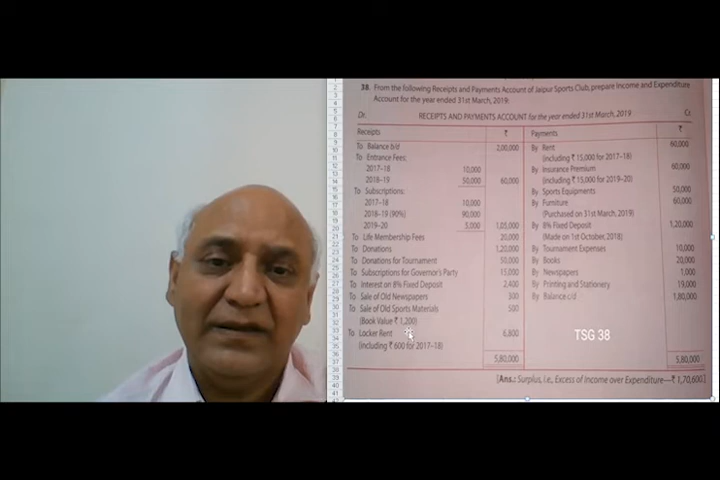 38. From the following Receipts and Payments Account of Jaipur Sports Club, prepare Income and Expenditure
Account for the year ended 31st March, 2019:
Dr. RECEIPTS AND PAYMENTS ACCOUNT for the year ended 31st March, 2019 Cr.
Receipts ₹ Payments ₹
To Balance b/d 2,00,000 By Rent 60,000
To Entrance Fees: (including ₹ 15,000 for 2017–18)
2017–18 10,000 By Insurance Premium 60,000
2018–19 50,000 60,000 (including ₹ 15,000 for 2019–20)
To Subscriptions: By Sports Equipments 50,000
2017–18 10,000 By Furniture 60,000
2018–19 (90%) 90,000 (Purchased on 31st March, 2019)
2019–20 5,000 1,05,000 By 8% Fixed Deposit 1,20,000
To Life Membership Fees 20,000 (Made on 1st October, 2018)
To Donations 1,20,000 By Tournament Expenses 10,000
To Donations for Tournament 50,000 By Books 20,000
To Subscriptions for Governor's Party 15,000 By Newspapers 1,000
To Interest on 8% Fixed Deposit 2,400 By Printing and Stationery 19,000
To Sale of Old Newspapers 300 By Balance c/d 1,80,000
To Sale of Old Sports Materials 500
(Book Value ₹ 1,200)
To Locker Rent 6,800 TSG 38
(including ₹ 600 for 2017–18)
5,80,000 5,80,000
[Ans.: Surplus, i.e., Excess of Income over Expenditure—₹ 1,70,600]